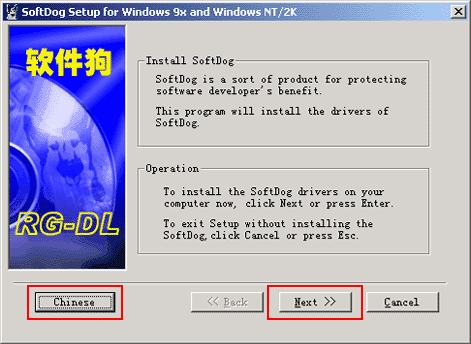 SoftDog Setup for Windows 9x and Windows NT/2K
软件狗
RG-DL
Install SoftDog
SoftDog is a sort of product for protecting
software developer's benefit.
This program will install the drivers of
SoftDog.
Operation
To install the SoftDog drivers on your
computer now, click Next or press Enter.
To exit Setup without installing the
SoftDog,click Cancel or press Esc.
Chinese
<< Back
Next >>
Cancel